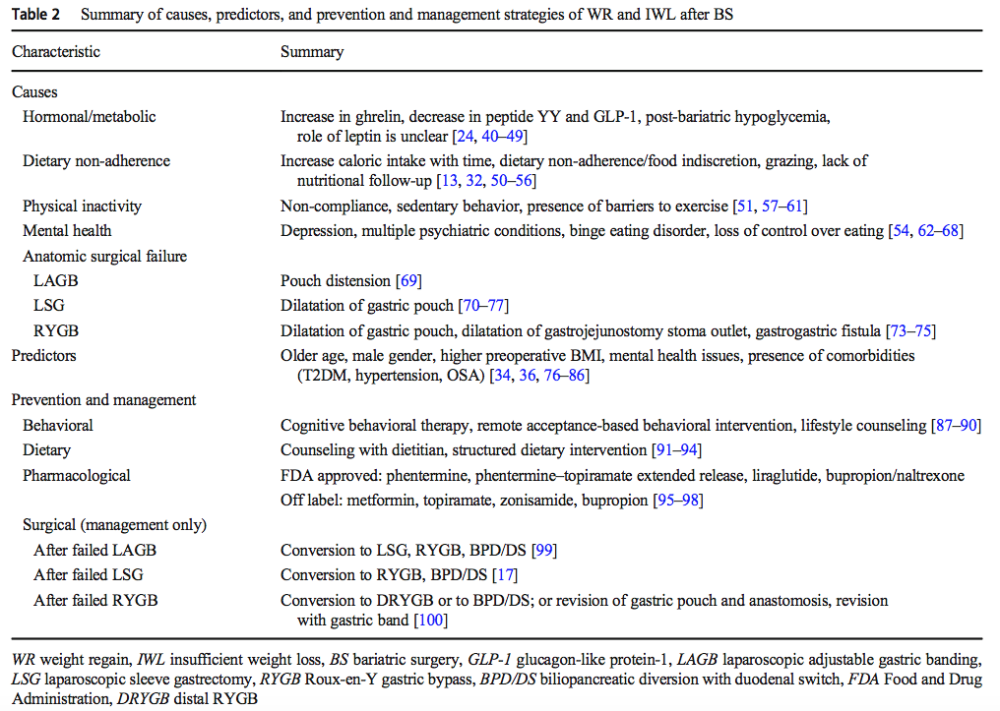 Table 2 Summary of causes, predictors, and prevention and management strategies of WR and IWL after BS
Characteristic Summary
Causes
Hormonal/metabolic Increase in ghrelin, decrease in peptide YY and GLP-1, post-bariatric hypoglycemia,
role of leptin is unclear [24, 40–49]
Dietary non-adherence Increase caloric intake with time, dietary non-adherence/food indiscretion, grazing, lack of
nutritional follow-up [13, 32, 50–56]
Physical inactivity Non-compliance, sedentary behavior, presence of barriers to exercise [51, 57–61]
Mental health Depression, multiple psychiatric conditions, binge eating disorder, loss of control over eating [54, 62–68]
Anatomic surgical failure
LAGB Pouch distension [69]
LSG Dilatation of gastric pouch [70–77]
RYGB Dilatation of gastric pouch, dilatation of gastrojejunostomy stoma outlet, gastrogastric fistula [73–75]
Predictors Older age, male gender, higher preoperative BMI, mental health issues, presence of comorbidities
(T2DM, hypertension, OSA) [34, 36, 76–86]
Prevention and management
Behavioral Cognitive behavioral therapy, remote acceptance-based behavioral intervention, lifestyle counseling [87–90]
Dietary Counseling with dietitian, structured dietary intervention [91–94]
Pharmacological FDA approved: phentermine, phentermine–topiramate extended release, liraglutide, bupropion/naltrexone
Off label: metformin, topiramate, zonisamide, bupropion [95–98]
Surgical (management only)
After failed LAGB Conversion to LSG, RYGB, BPD/DS [99]
After failed LSG Conversion to RYGB, BPD/DS [17]
After failed RYGB Conversion to DRYGB or to BPD/DS; or revision of gastric pouch and anastomosis, revision
with gastric band [100]
WR weight regain, IWL insufficient weight loss, BS bariatric surgery, GLP-1 glucagon-like protein-1, LAGB laparoscopic adjustable gastric banding,
LSG laparoscopic sleeve gastrectomy, RYGB Roux-en-Y gastric bypass, BPD/DS biliopancreatic diversion with duodenal switch, FDA Food and Drug
Administration, DRYGB distal RYGB